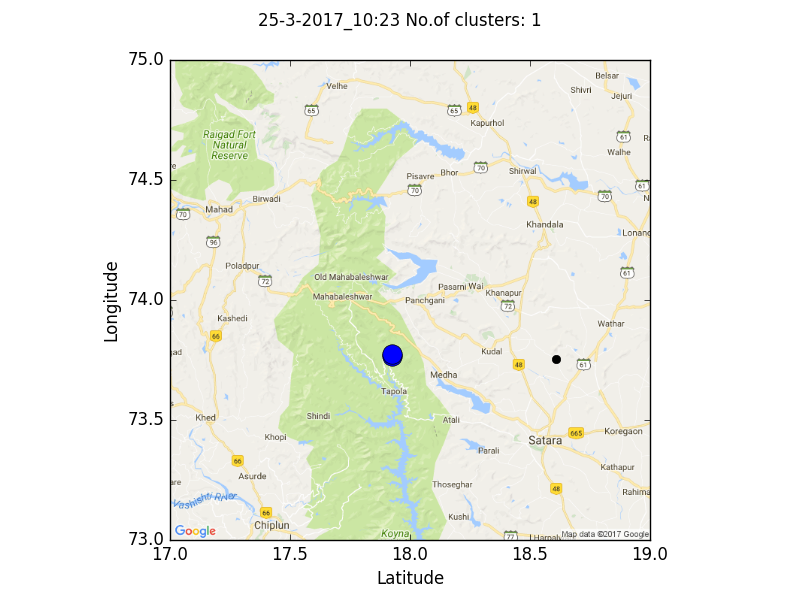 25-3-2017_10:23 No.of clusters: 1
75.0
74.5
74.0
73.5
73.0
17.0
17.5
18.0
18.5
19.0
Longitude
Latitude
Belsar
Velhe
Shivri
Jejuri
65
65
48
Kapurhol
Raigad Fort
Natural
Reserve
61
Walhe
Pisavre
Bhor
70
Shirwal
70
61
70
Birwadi
48
70
Mahad
Khandala
96
Lonand
Poladpur
72
Old Mahabaleshwar
61
Pasarni
Wai
Khanapur
Mahabaleshwar
Panchgani
72
Kashedi
Wathar
66
Kudal
48
61
Medha
Tapola
Khed
Shindi
Atali
Khopi
Satara
665
Koregaon
Parali
66
Asurde
Kathapur
Thoseghar
48
Vashishti River
66
Kushi
Chiplun
Koyna
77
Google
Map data ©2017 Google